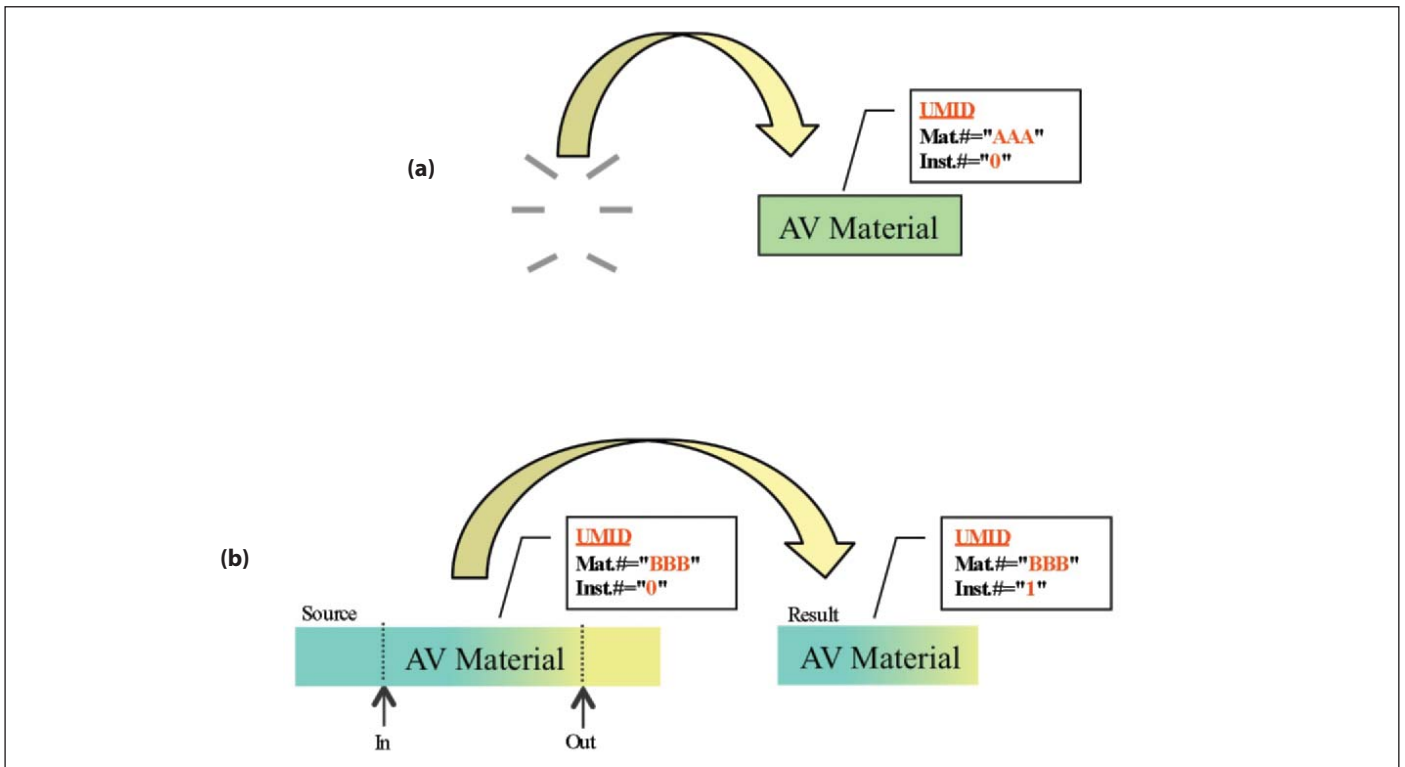 (a)
UMID
Mat.#="AAA"
Inst.#="0"
AV Material
(b)
UMID
Mat.#="BBB"
Inst.#="0"
Source
AV Material
In
Out
UMID
Mat.#="BBB"
Inst.#="1"
Result
AV Material